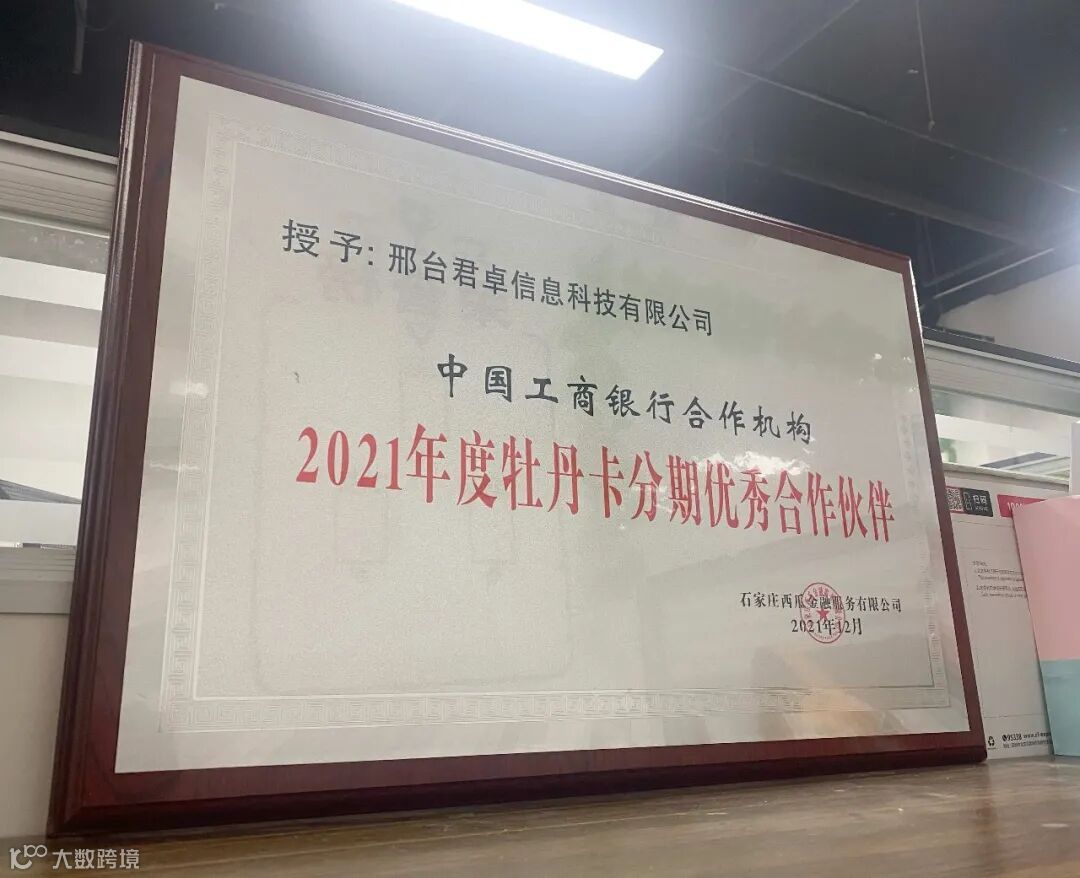 授予:邢台君卓信息科技有限公司
中国工商银行合作机构
2021年度牡丹卡分期优秀合作伙伴
石家庄西瓜金融服务有限公司
2021年12月
扫码
95338
大数跨境